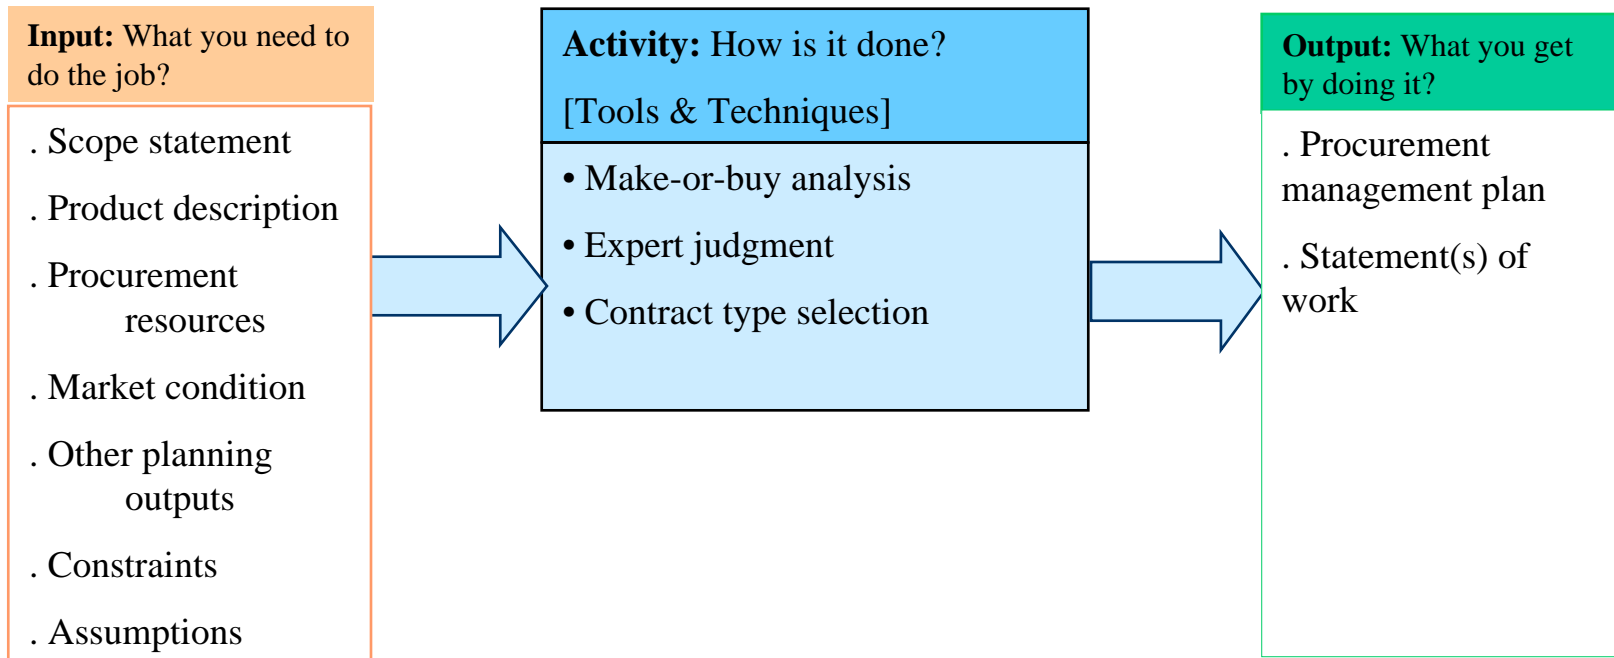 Input: What you need to
do the job?
. Scope statement
. Product description
. Procurement
resources
. Market condition
. Other planning
outputs
. Constraints
. Assumptions
Activity: How is it done?
[Tools & Techniques]
• Make-or-buy analysis
• Expert judgment
• Contract type selection
Output: What you get
by doing it?
. Procurement
management plan
. Statement(s) of
work